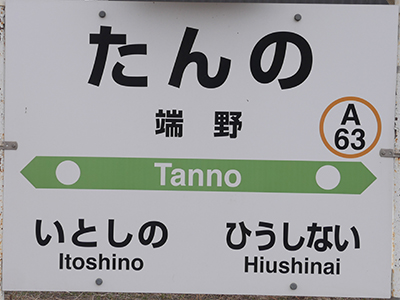 たんの
端野
A
63
Tanno
いとしの ひうしない
Itoshino Hiushinai